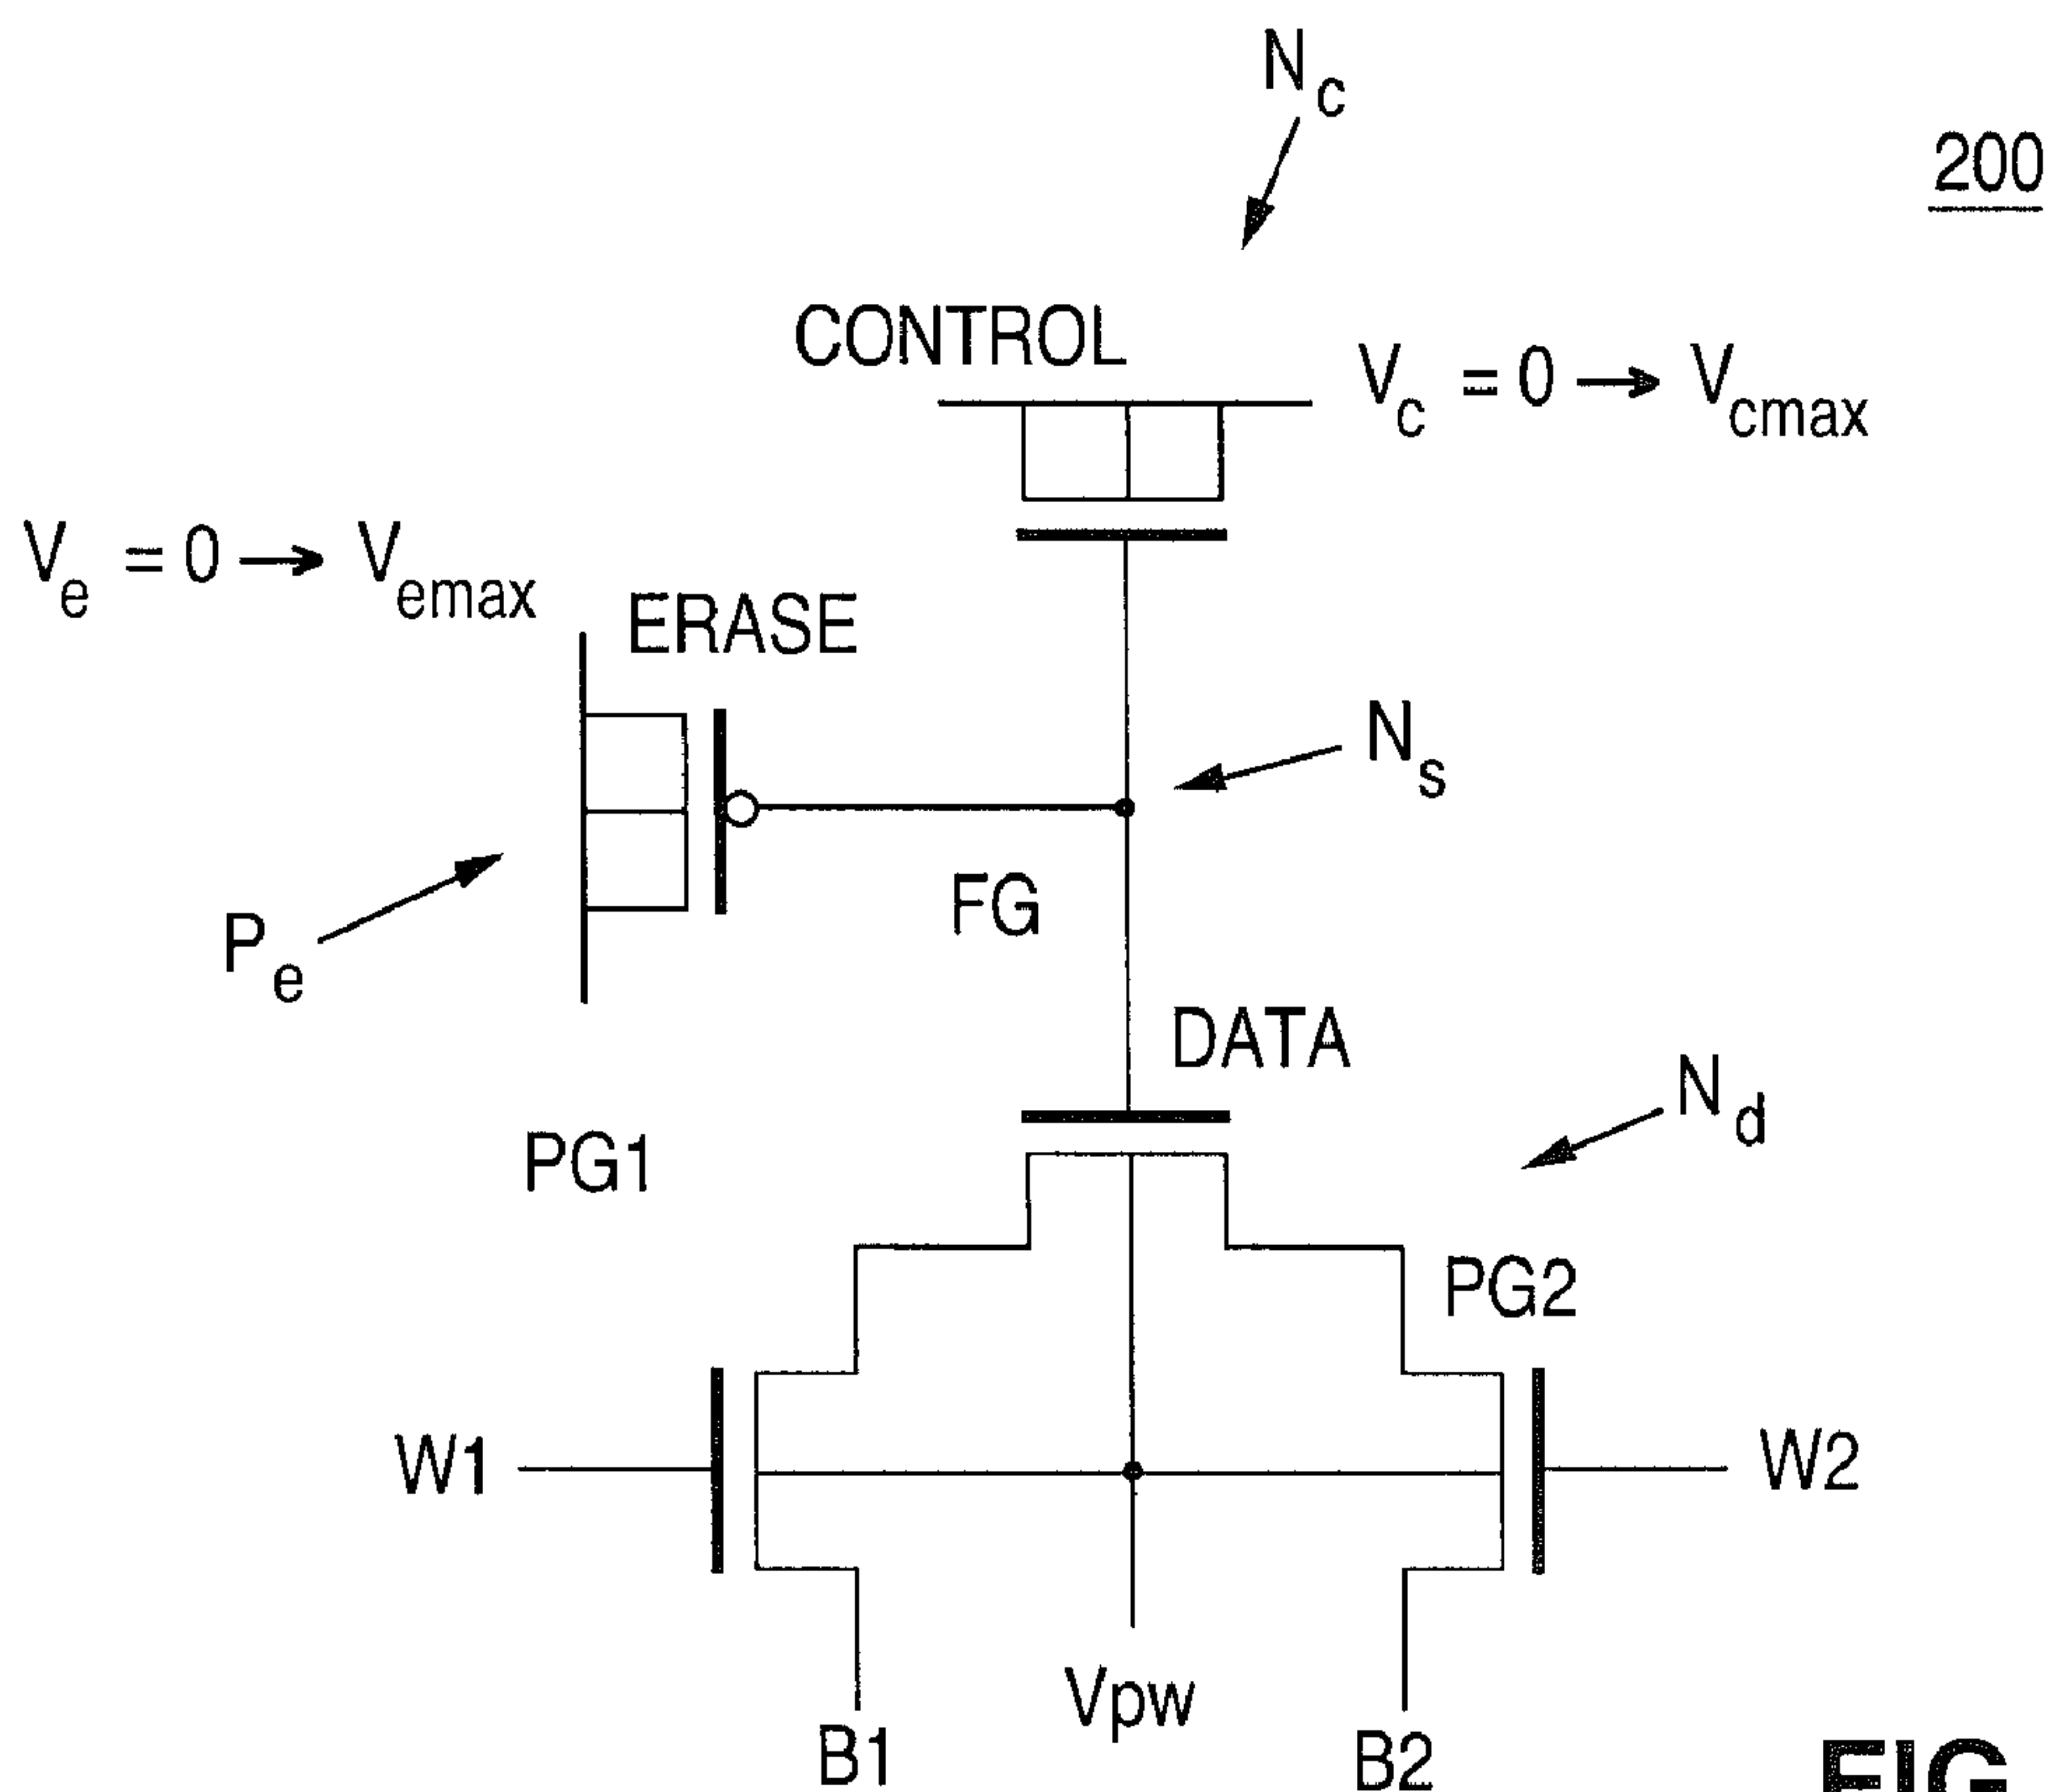 N_c
200
CONTROL
V_c = 0 → V_cmax
V_e = 0 → V_emax
ERASE
N_s
P_e
FG
DATA
N_d
PG1
PG2
W1
W2
Vpw
B1
B2
FIG